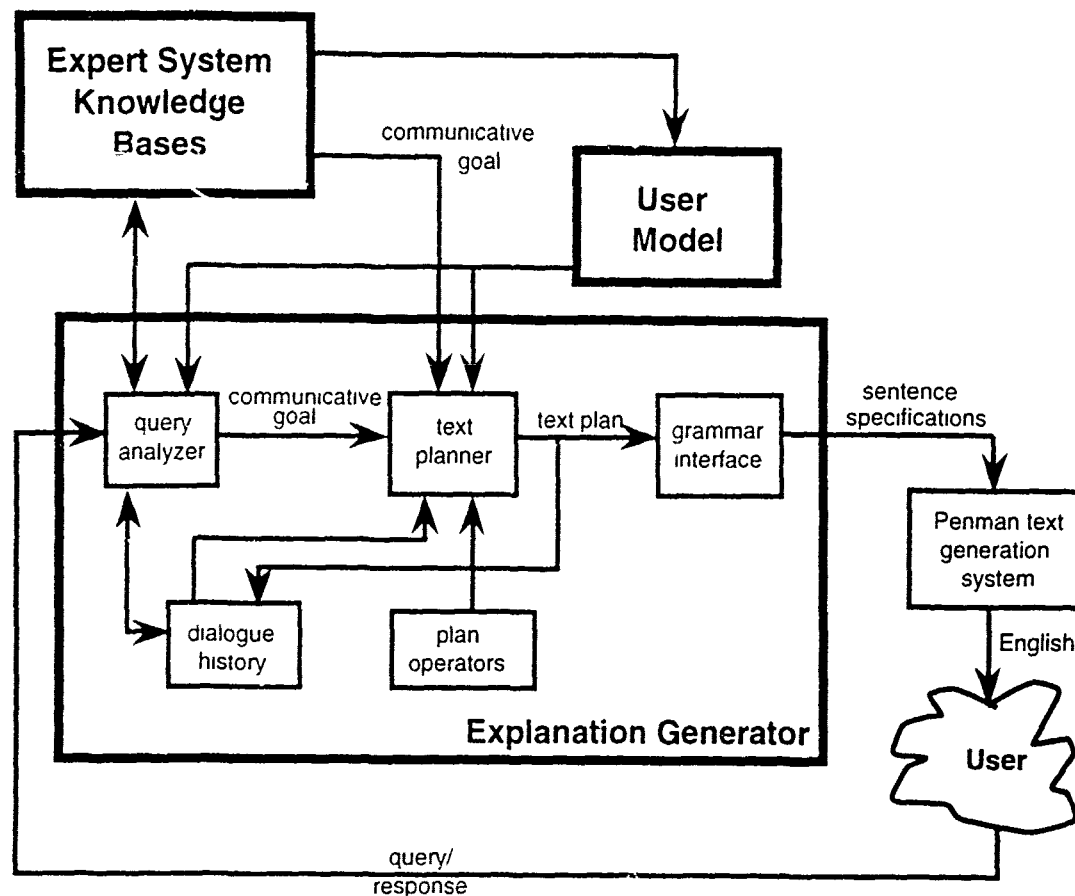 Expert System
Knowledge
Bases
communicative
goal
User
Model
query
analyzer
communicative
goal
text
planner
text plan
grammar
interface
sentence
specifications
Penman text
generation
system
dialogue
history
plan
operators
English
Explanation Generator
User
query/
response